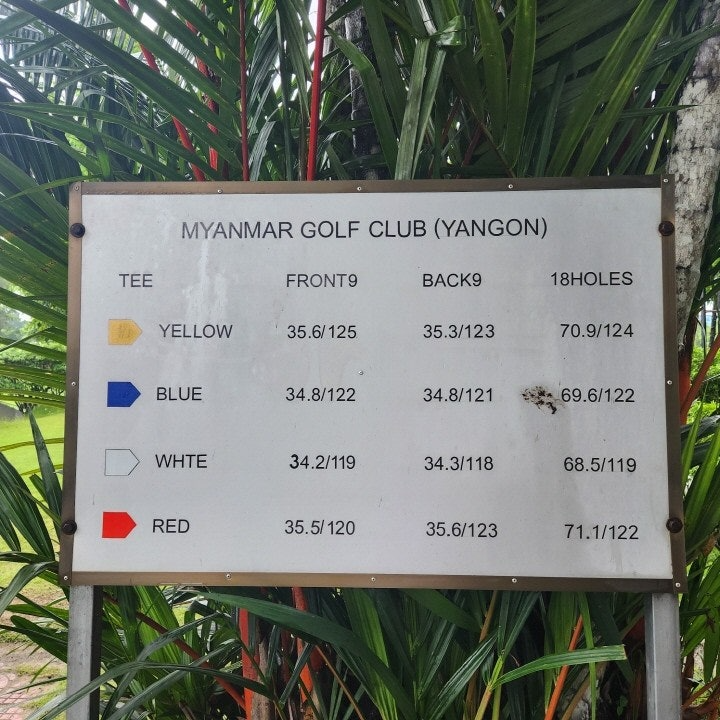 MYANMAR GOLF CLUB (YANGON)
TEE FRONT9 BACK9 18HOLES
YELLOW 35.6/125 35.3/123 70.9/124
BLUE 34.8/122 34.8/121 69.6/122
WHTE 34.2/119 34.3/118 68.5/119
RED 35.5/120 35.6/123 71.1/122